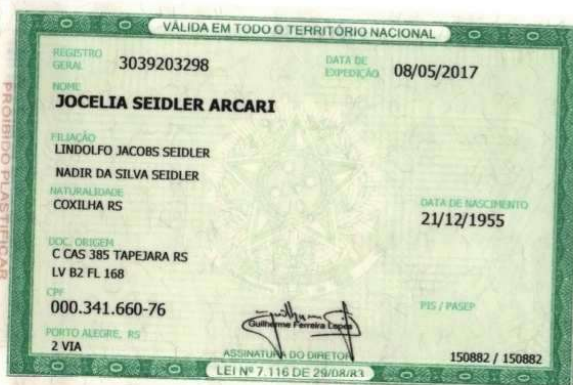 VÁLIDA EM TODO O TERRITÓRIO NACIONAL
REGISTRO GERAL 3039203298 DATA DE EXPEDIÇÃO 08/05/2017
NOME
JOCELIA SEIDLER ARCARI
FILIAÇÃO
LINDOLFO JACOBS SEIDLER
NADIR DA SILVA SEIDLER
NATURALIDADE
COXILHA RS
DATA DE NASCIMENTO
21/12/1955
DOC. ORIGEM
C CAS 385 TAPEJARA RS
LV B2 FL 168
CPF
000.341.660-76
PIS / PASEP
PORTO ALEGRE, RS
2 VIA
Guilherme Ferreira Lopes
ASSINATURA DO DIRETOR
150882 / 150882
LEI Nº 7.116 DE 29/08/83
PROIBIDO PLASTIFICAR